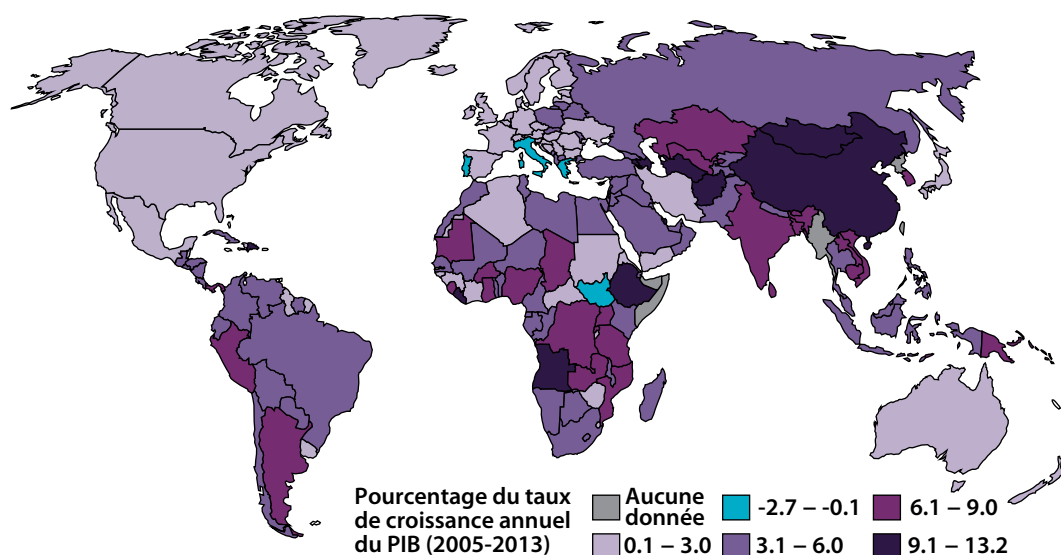 Pourcentage du taux
de croissance annuel
du PIB (2005-2013)
Aucune
donnée
-2.7 – -0.1
6.1 – 9.0
0.1 – 3.0
3.1 – 6.0
9.1 – 13.2